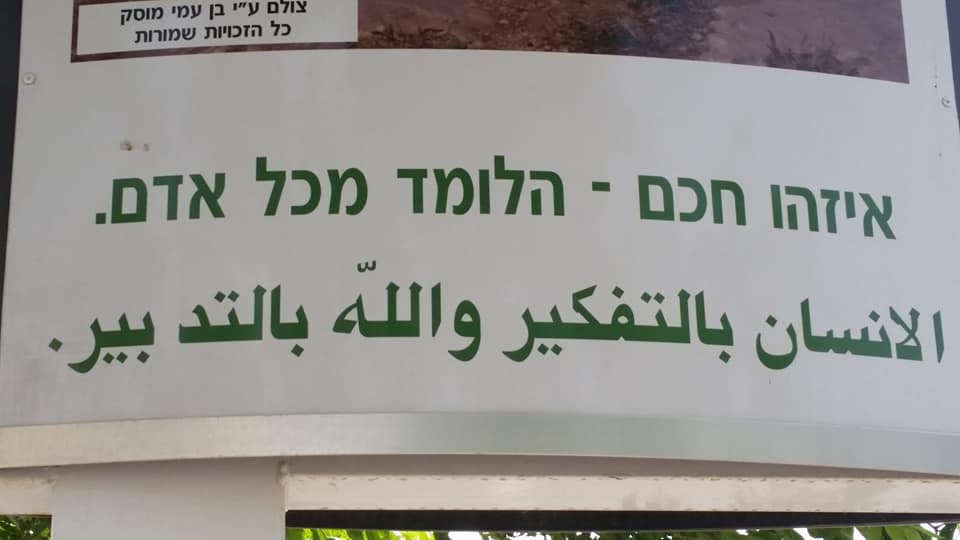 צולם ע״י בן עמי מוסק
כל הזכויות שמורות
איזהו חכם - הלומד מכל אדם.
الانسان بالتفكير واللّه بالتد بير.